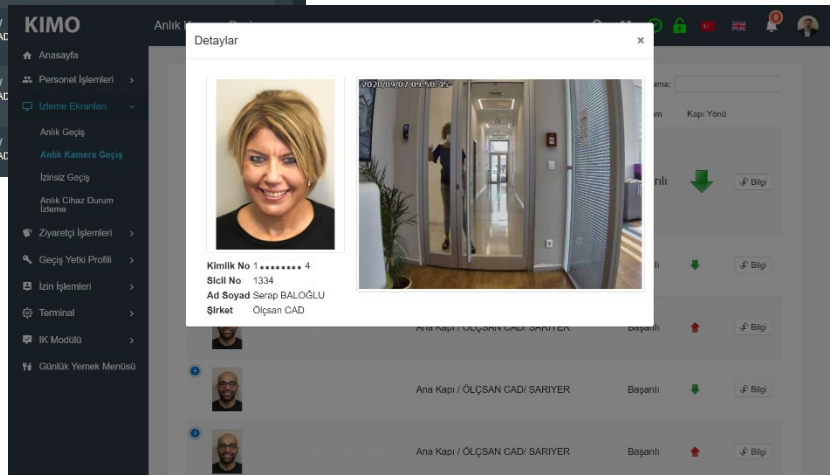 KIMO
Anlık
Detaylar
×
Anasayfa
Personel İşlemleri
İzleme Ekranları
Anlık Geçiş
Anlık Kamera Geçiş
İzinsiz Geçiş
Anlık Cihaz Durum
İzleme
Ziyaretçi İşlemleri
Geçiş Yetki Profili
İzin İşlemleri
Terminal
IK Modülü
Günlük Yemek Menüsü
2020/09/07 09:50:45
Kimlik No 1 ******** 4
Sicil No 1334
Ad Soyad Serap BALOĞLU
Şirket Ölçsan CAD
Kapı Yönü
Bilgi
Bilgi
Ana Kapı / ÖLÇSAN CAD/ SARIYER Başarılı Bilgi
Ana Kapı / ÖLÇSAN CAD/ SARIYER Başarılı Bilgi
Ana Kapı / ÖLÇSAN CAD/ SARIYER Başarılı Bilgi